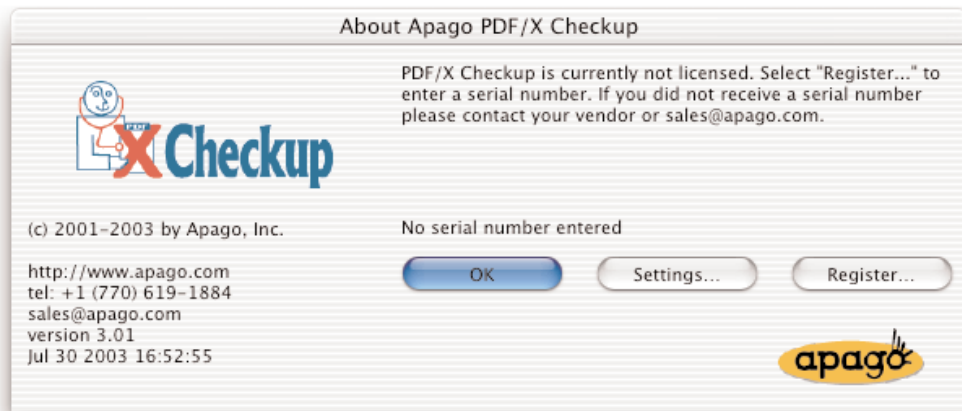 About Apago PDF/X Checkup
PDF/X Checkup is currently not licensed. Select "Register..." to
enter a serial number. If you did not receive a serial number
please contact your vendor or sales@apago.com.
PDF
X Checkup
(c) 2001-2003 by Apago, Inc.
No serial number entered
http://www.apago.com
tel: +1 (770) 619-1884
sales@apago.com
version 3.01
Jul 30 2003 16:52:55
OK
Settings...
Register...
apago